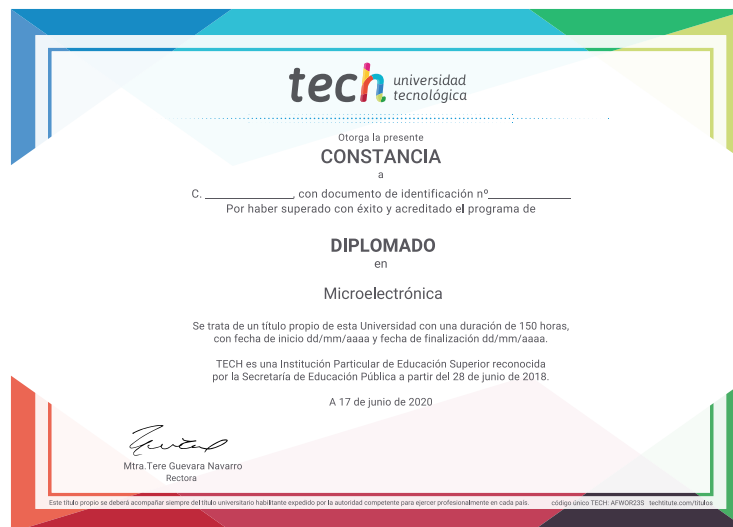 tech universidad
tecnológica
Otorga la presente
CONSTANCIA
a
C. ______________, con documento de identificación nº______________
Por haber superado con éxito y acreditado el programa de
DIPLOMADO
en
Microelectrónica
Se trata de un título propio de esta Universidad con una duración de 150 horas,
con fecha de inicio dd/mm/aaaa y fecha de finalización dd/mm/aaaa.
TECH es una Institución Particular de Educación Superior reconocida
por la Secretaría de Educación Pública a partir del 28 de junio de 2018.
A 17 de junio de 2020
Mtra.Tere Guevara Navarro
Rectora
Este título propio se deberá acompañar siempre del título universitario habilitante expedido por la autoridad competente para ejercer profesionalmente en cada país. código único TECH: AFWOR23S techtitute.com/títulos